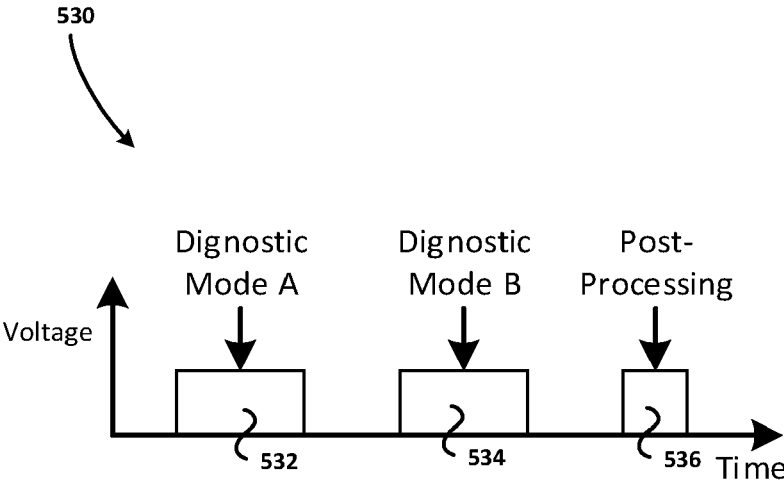 530
Dignostic
Mode A
Dignostic
Mode B
Post-
Processing
Voltage
532
534
536
Time